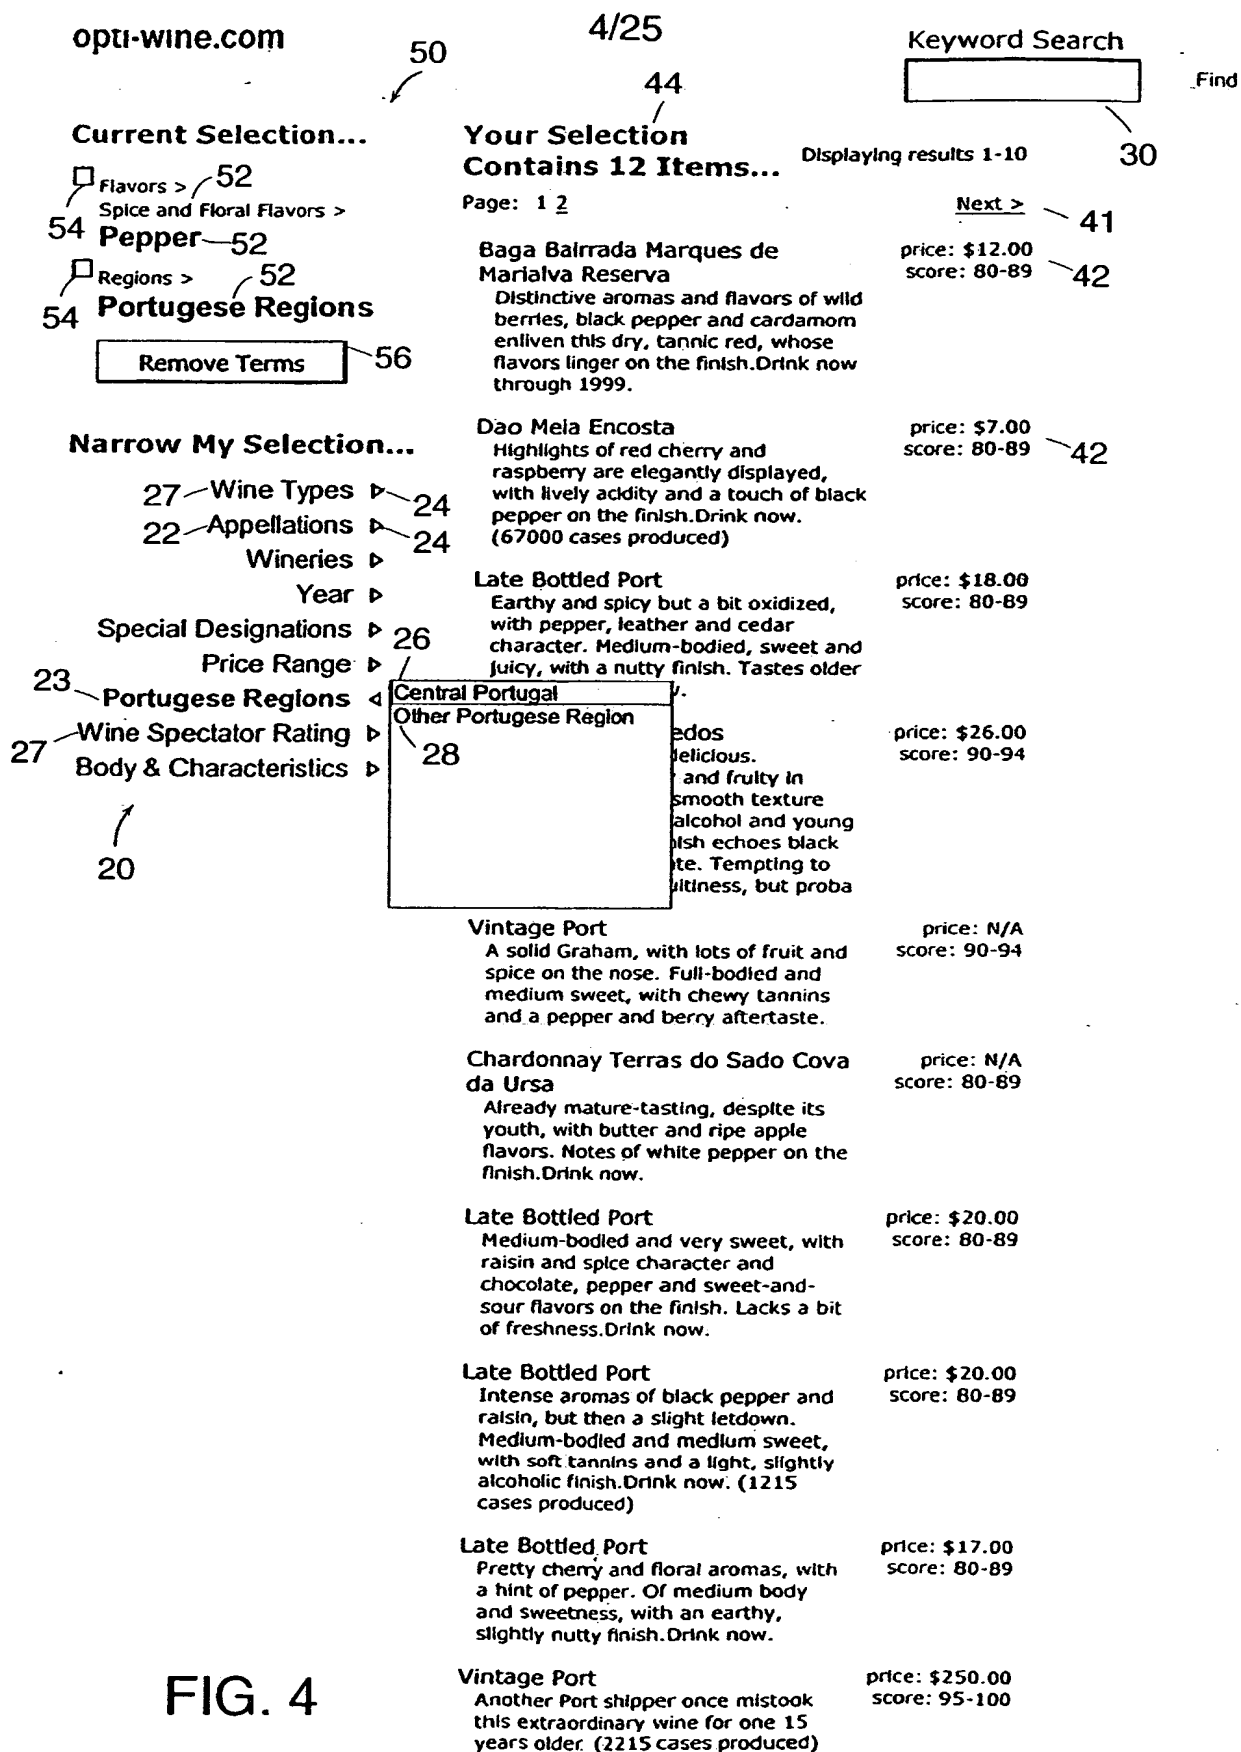 opti-wine.com
4/25
Keyword Search
Find
50
44
30
Current Selection...
Flavors > 52
Spice and Floral Flavors >
54 Pepper 52
Regions > 52
54 Portugese Regions
Remove Terms 56
Narrow My Selection...
27 Wine Types 24
22 Appellations 24
Wineries
Year
Special Designations
26
Price Range
23 Portugese Regions
Central Portugal
Other Portugese Region
27 Wine Spectator Rating
28
Body & Characteristics
20
Your Selection
Contains 12 Items...
Displaying results 1-10
Page: 1 2
Next > 41
Baga Bairrada Marques de
Marialva Reserva
price: $12.00
score: 80-89 42
Distinctive aromas and flavors of wild
berries, black pepper and cardamom
enliven this dry, tannic red, whose
flavors linger on the finish.Drink now
through 1999.
Dao Meia Encosta
price: $7.00
score: 80-89 42
Highlights of red cherry and
raspberry are elegantly displayed,
with lively acidity and a touch of black
pepper on the finish.Drink now.
(67000 cases produced)
Late Bottled Port
price: $18.00
score: 80-89
Earthy and spicy but a bit oxidized,
with pepper, leather and cedar
character. Medium-bodied, sweet and
juicy, with a nutty finish. Tastes older
edos
price: $26.00
score: 90-94
elicious.
and fruity in
smooth texture
alcohol and young
ish echoes black
te. Tempting to
uitiness, but proba
Vintage Port
price: N/A
score: 90-94
A solid Graham, with lots of fruit and
spice on the nose. Full-bodied and
medium sweet, with chewy tannins
and a pepper and berry aftertaste.
Chardonnay Terras do Sado Cova
da Ursa
price: N/A
score: 80-89
Already mature-tasting, despite its
youth, with butter and ripe apple
flavors. Notes of white pepper on the
finish.Drink now.
Late Bottled Port
price: $20.00
score: 80-89
Medium-bodied and very sweet, with
raisin and spice character and
chocolate, pepper and sweet-and-
sour flavors on the finish. Lacks a bit
of freshness.Drink now.
Late Bottled Port
price: $20.00
score: 80-89
Intense aromas of black pepper and
raisin, but then a slight letdown.
Medium-bodied and medium sweet,
with soft tannins and a light, slightly
alcoholic finish.Drink now. (1215
cases produced)
Late Bottled Port
price: $17.00
score: 80-89
Pretty cherry and floral aromas, with
a hint of pepper. Of medium body
and sweetness, with an earthy,
slightly nutty finish.Drink now.
Vintage Port
price: $250.00
score: 95-100
Another Port shipper once mistook
this extraordinary wine for one 15
years older. (2215 cases produced)
FIG. 4